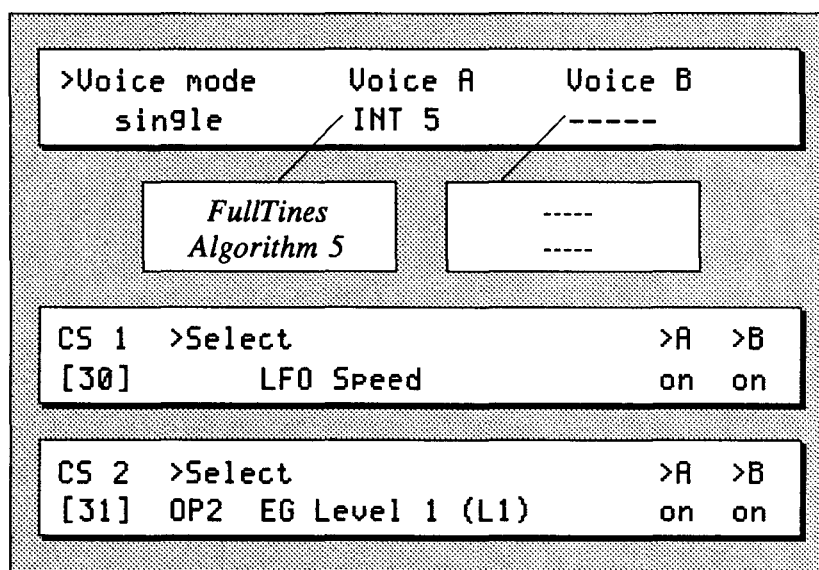 >Voice mode Voice A Voice B
single INT 5 -----
FullTines -----
Algorithm 5 -----
CS 1 >Select >A >B
[30] LFO Speed on on
CS 2 >Select >A >B
[31] OP2 EG Level 1 (L1) on on